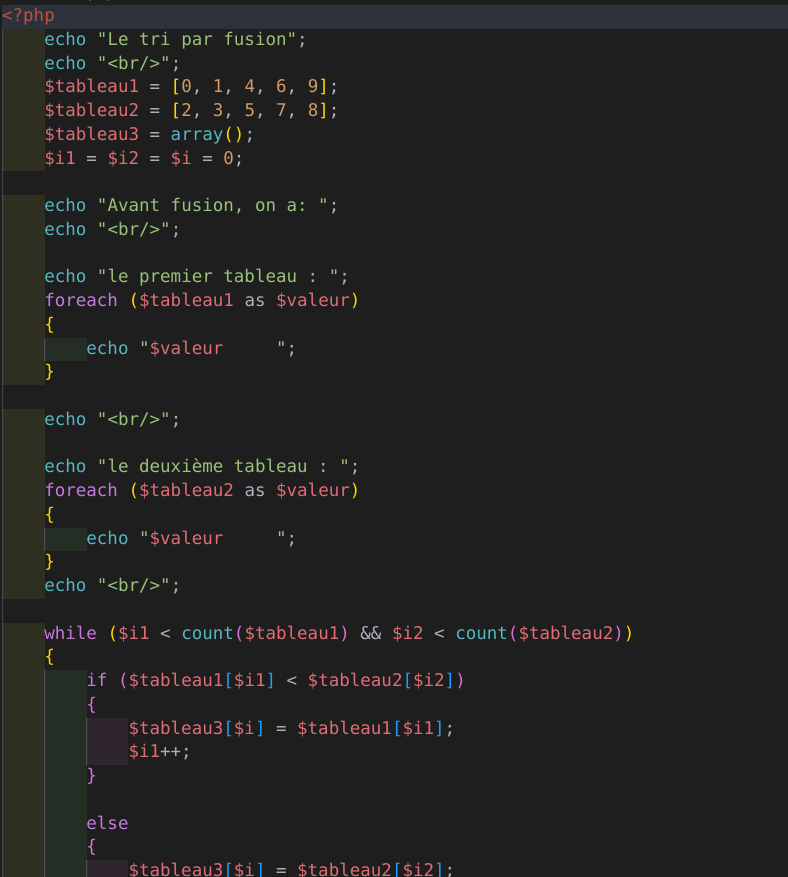 <?php
    echo "Le tri par fusion";
    echo "<br/>";
    $tableau1 = [0, 1, 4, 6, 9];
    $tableau2 = [2, 3, 5, 7, 8];
    $tableau3 = array();
    $i1 = $i2 = $i = 0;

    echo "Avant fusion, on a: ";
    echo "<br/>";

    echo "le premier tableau : ";
    foreach ($tableau1 as $valeur)
    {
        echo "$valeur     ";
    }

    echo "<br/>";

    echo "le deuxième tableau : ";
    foreach ($tableau2 as $valeur)
    {
        echo "$valeur     ";
    }
    echo "<br/>";

    while ($i1 < count($tableau1) && $i2 < count($tableau2))
    {
        if ($tableau1[$i1] < $tableau2[$i2])
        {
            $tableau3[$i] = $tableau1[$i1];
            $i1++;
        }

        else
        {
            $tableau3[$i] = $tableau2[$i2];